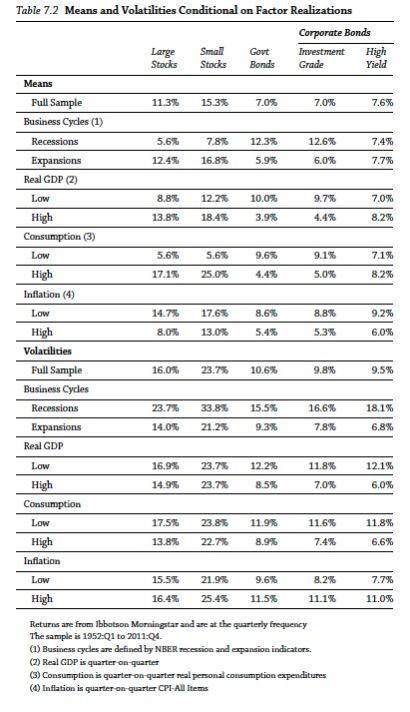 Table 7.2 Means and Volatilities Conditional on Factor Realizations
Corporate Bonds
Large Stocks Small Stocks Govt Bonds Investment Grade High Yield
Means
Full Sample 11.3% 15.3% 7.0% 7.0% 7.6%
Business Cycles (1)
Recessions 5.6% 7.8% 12.3% 12.6% 7.4%
Expansions 12.4% 16.8% 5.9% 6.0% 7.7%
Real GDP (2)
Low 8.8% 12.2% 10.0% 9.7% 7.0%
High 13.8% 18.4% 3.9% 4.4% 8.2%
Consumption (3)
Low 5.6% 5.6% 9.6% 9.1% 7.1%
High 17.1% 25.0% 4.4% 5.0% 8.2%
Inflation (4)
Low 14.7% 17.6% 8.6% 8.8% 9.2%
High 8.0% 13.0% 5.4% 5.3% 6.0%
Volatilities
Full Sample 16.0% 23.7% 10.6% 9.8% 9.5%
Business Cycles
Recessions 23.7% 33.8% 15.5% 16.6% 18.1%
Expansions 14.0% 21.2% 9.3% 7.8% 6.8%
Real GDP
Low 16.9% 23.7% 12.2% 11.8% 12.1%
High 14.9% 23.7% 8.5% 7.0% 6.0%
Consumption
Low 17.5% 23.8% 11.9% 11.6% 11.8%
High 13.8% 22.7% 8.9% 7.4% 6.6%
Inflation
Low 15.5% 21.9% 9.6% 8.2% 7.7%
High 16.4% 25.4% 11.5% 11.1% 11.0%
Returns are from Ibbotson Morningstar and are at the quarterly frequency
The sample is 1952:Q1 to 2011:Q4.
(1) Business cycles are defined by NBER recession and expansion indicators.
(2) Real GDP is quarter-on-quarter
(3) Consumption is quarter-on-quarter real personal consumption expenditures
(4) Inflation is quarter-on-quarter CPI-All Items